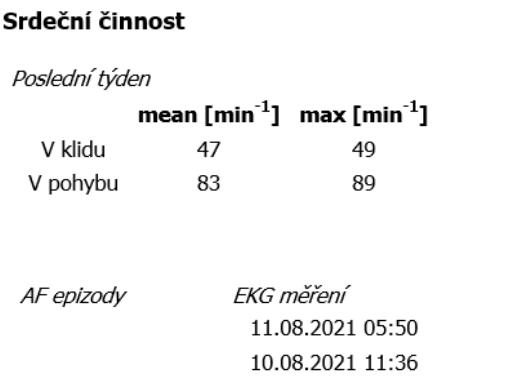 Srdeční činnost
Poslední týden
mean [min⁻¹] max [min⁻¹]
V klidu 47 49
V pohybu 83 89
AF epizody EKG měření
11.08.2021 05:50
10.08.2021 11:36